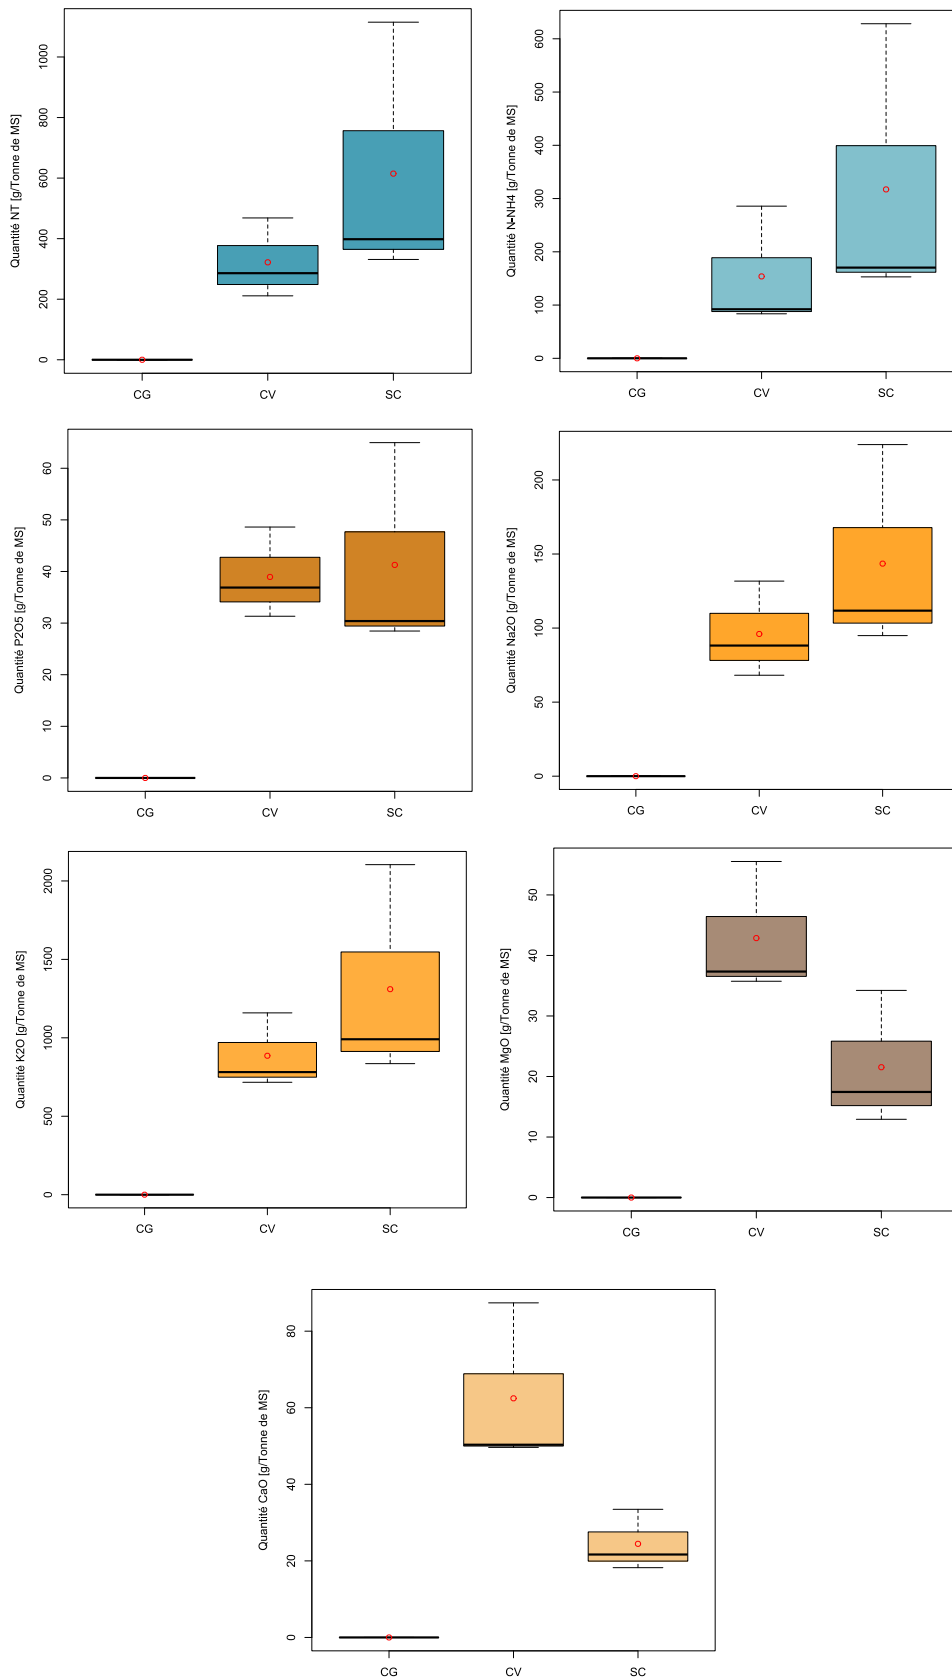 Quantité NT [g/Tonne de MS]
0
200
400
600
800
1000
CG
CV
SC
Quantité N-NH4 [g/Tonne de MS]
0
100
200
300
400
500
600
CG
CV
SC
Quantité P2O5 [g/Tonne de MS]
0
10
20
30
40
50
60
CG
CV
SC
Quantité Na2O [g/Tonne de MS]
0
50
100
150
200
CG
CV
SC
Quantité K2O [g/Tonne de MS]
0
500
1000
1500
2000
CG
CV
SC
Quantité MgO [g/Tonne de MS]
0
10
20
30
40
50
CG
CV
SC
Quantité CaO [g/Tonne de MS]
0
20
40
60
80
CG
CV
SC